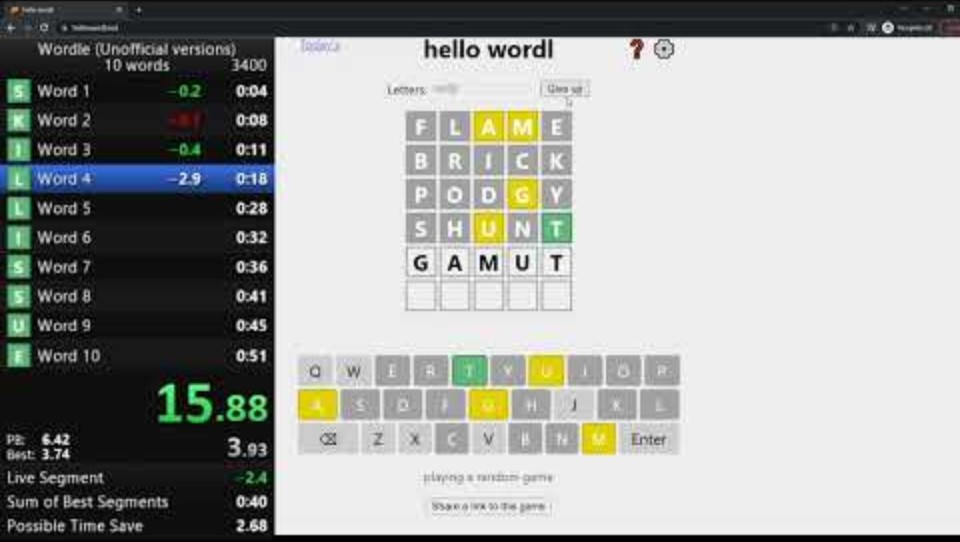 hello wordl
Wordle (Unofficial versions)
10 words 3400
S Word 1 -0.2 0:04
K Word 2 0:08
I Word 3 -0.4 0:11
L Word 4 -2.9 0:18
L Word 5 0:28
I Word 6 0:32
S Word 7 0:36
S Word 8 0:41
U Word 9 0:45
E Word 10 0:51
15.88
PB: 6.42
Best: 3.74
3.93
Live Segment -2.4
Sum of Best Segments 0:40
Possible Time Save 2.68
Today's
hello wordl
?
Letters: Give up
F L A M E
B R I C K
P O D G Y
S H U N T
G A M U T
Q W E R T Y U I O P
A S D F G H J K L
⌫ Z X C V B N M Enter
playing a random game
Share a link to this game